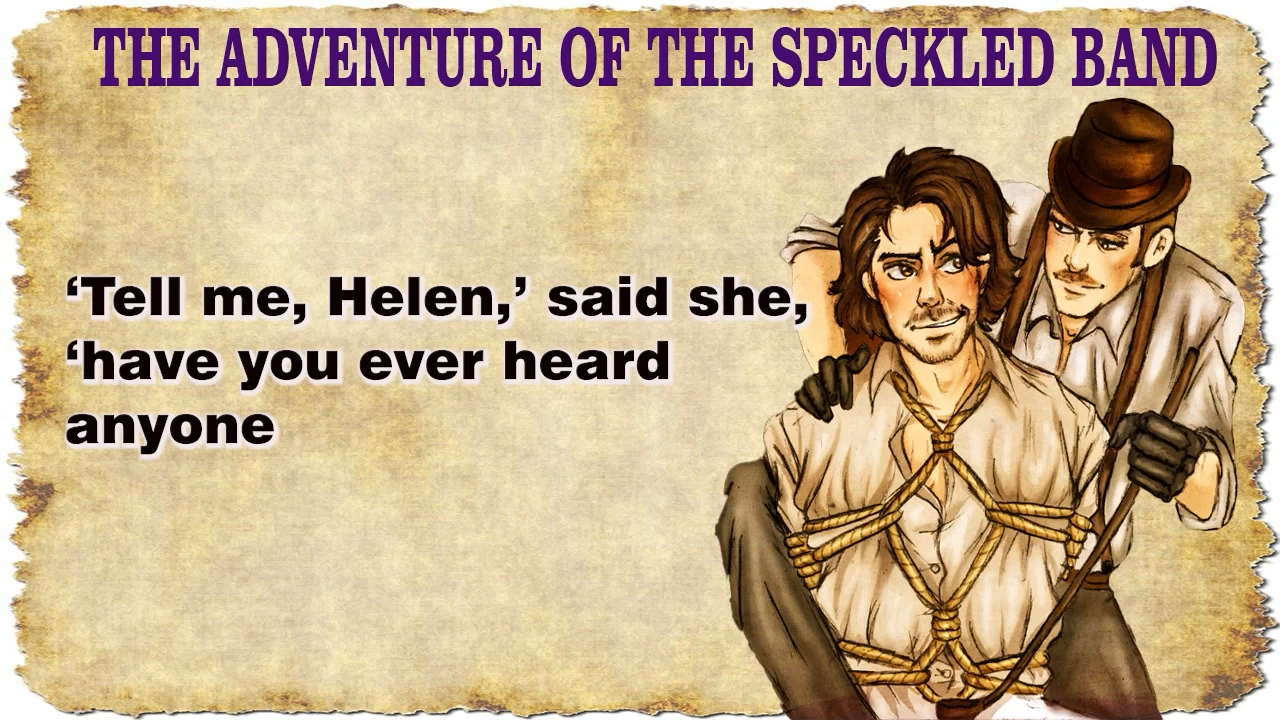 THE ADVENTURE OF THE SPECKLED BAND
‘Tell me, Helen,’ said she,
‘have you ever heard
anyone